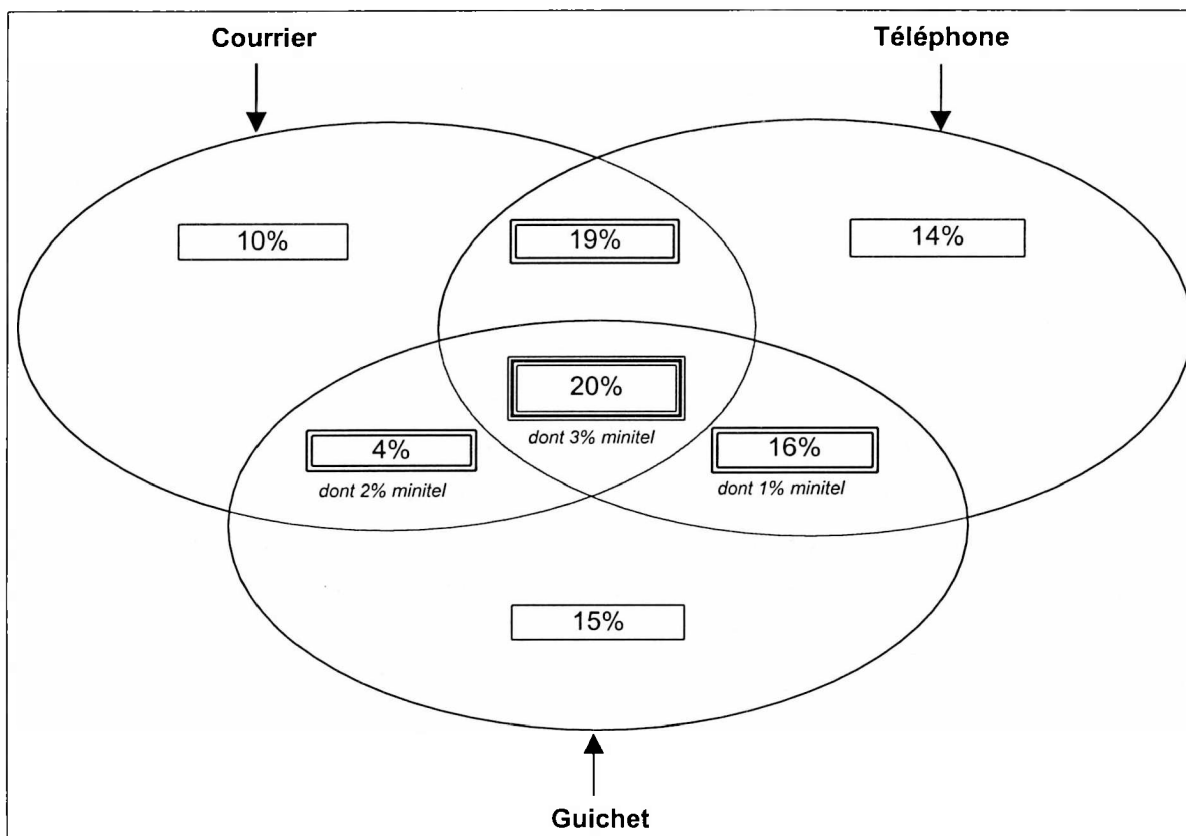 Courrier
Téléphone
10%
19%
14%
20%
dont 3% minitel
4%
dont 2% minitel
16%
dont 1% minitel
15%
Guichet